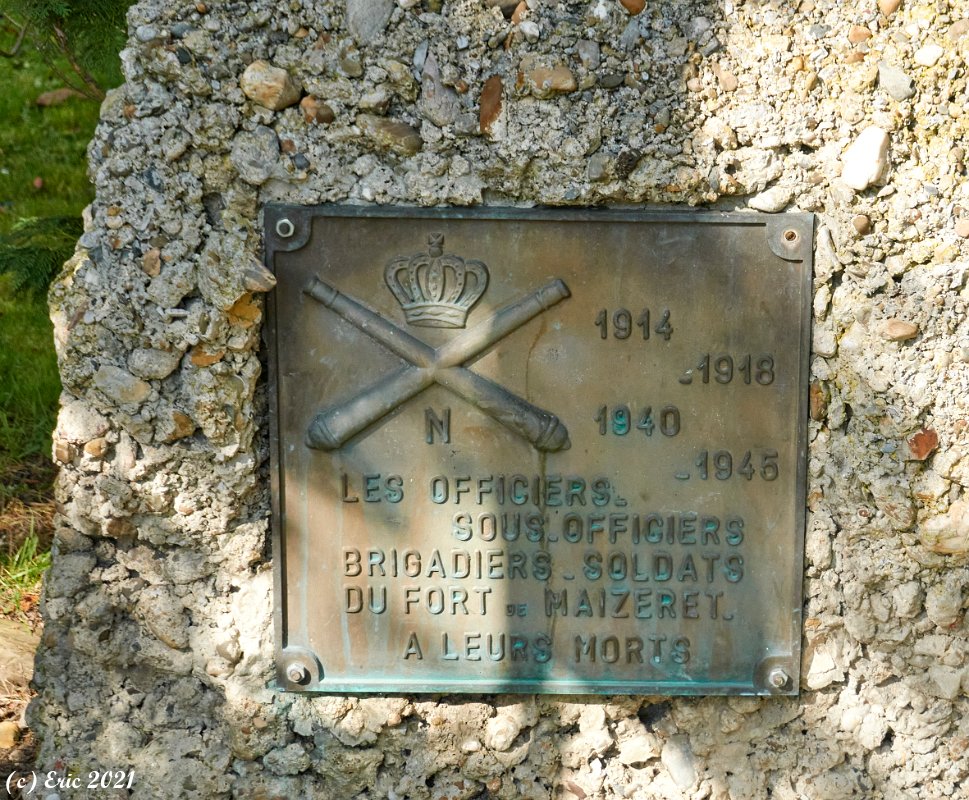 1914
-1918
1940
-1945
N
LES OFFICIERS-
SOUS-OFFICIERS
BRIGADIERS-SOLDATS
DU FORT DE MAIZERET.
A LEURS MORTS
(c) Eric 2021